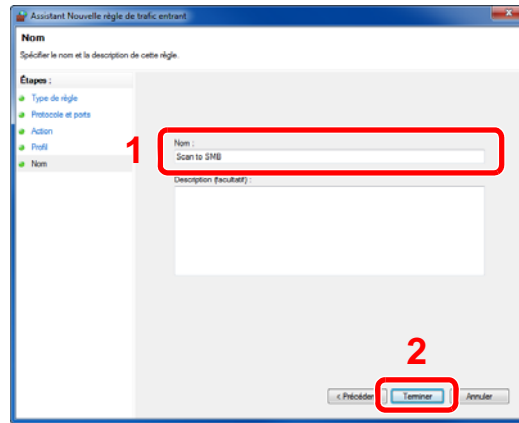 Assistant Nouvelle règle de trafic entrant
Nom
Spécifier le nom et la description de cette règle.
Étapes :
Type de règle
Protocole et ports
Action
Profil
Nom
1
Nom :
Scan to SMB
Description (facultatif) :
2
< Précédent
Terminer
Annuler